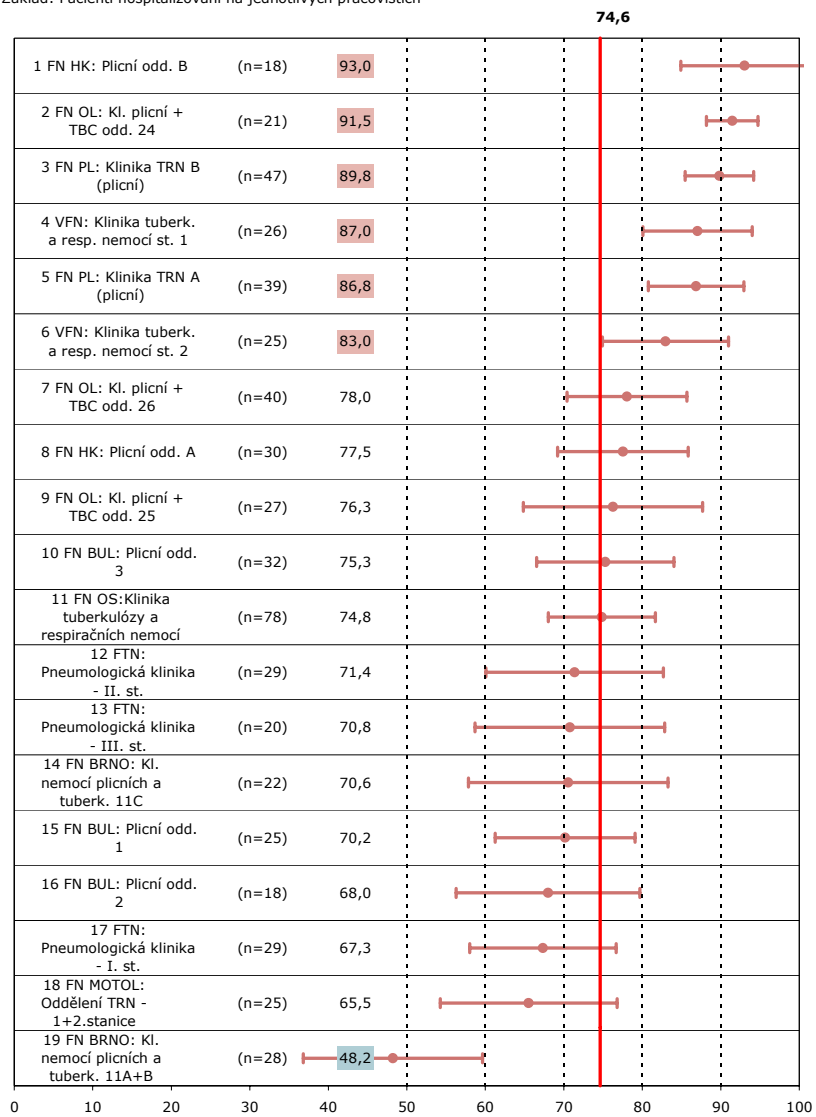 Základ: Pacienti hospitalizovaní na jednotlivých pracovištích
74,6
1 FN HK: Plicní odd. B (n=18) 93,0
2 FN OL: Kl. plicní +
TBC odd. 24 (n=21) 91,5
3 FN PL: Klinika TRN B
(plicní) (n=47) 89,8
4 VFN: Klinika tuberk.
a resp. nemocí st. 1 (n=26) 87,0
5 FN PL: Klinika TRN A
(plicní) (n=39) 86,8
6 VFN: Klinika tuberk.
a resp. nemocí st. 2 (n=25) 83,0
7 FN OL: Kl. plicní +
TBC odd. 26 (n=40) 78,0
8 FN HK: Plicní odd. A (n=30) 77,5
9 FN OL: Kl. plicní +
TBC odd. 25 (n=27) 76,3
10 FN BUL: Plicní odd.
3 (n=32) 75,3
11 FN OS:Klinika
tuberkulózy a (n=78) 74,8
respiračních nemocí
12 FTN:
Pneumologická klinika (n=29) 71,4
- II. st.
13 FTN:
Pneumologická klinika (n=20) 70,8
- III. st.
14 FN BRNO: Kl.
nemocí plicních a (n=22) 70,6
tuberk. 11C
15 FN BUL: Plicní odd.
1 (n=25) 70,2
16 FN BUL: Plicní odd.
2 (n=18) 68,0
17 FTN:
Pneumologická klinika (n=29) 67,3
- I. st.
18 FN MOTOL:
Oddělení TRN - (n=25) 65,5
1+2.stanice
19 FN BRNO: Kl.
nemocí plicních a (n=28) 48,2
tuberk. 11A+B
0 10 20 30 40 50 60 70 80 90 100